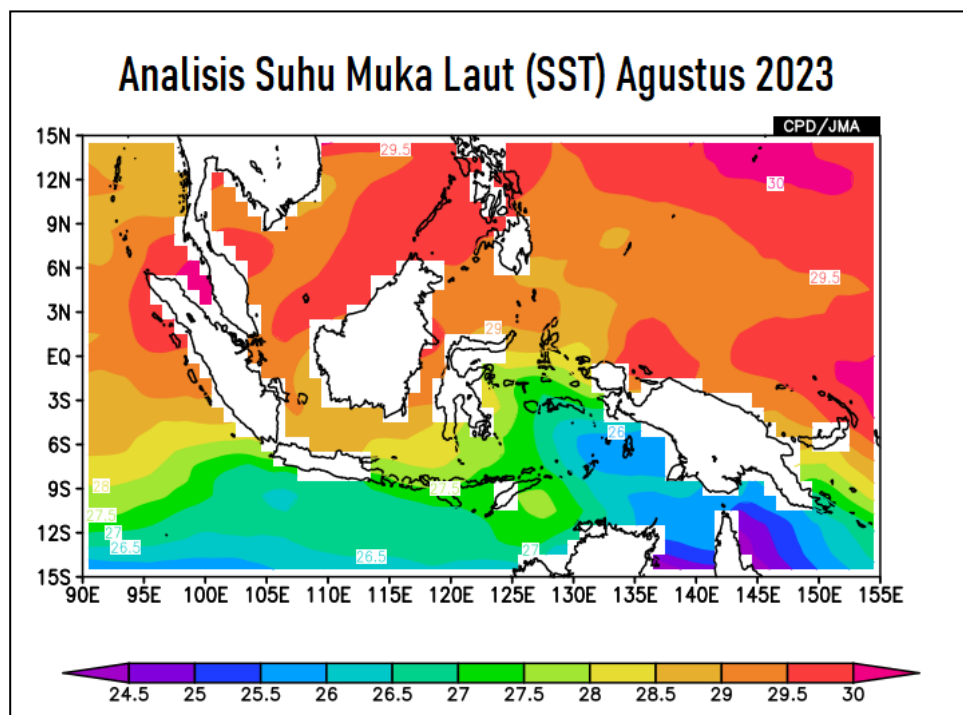 Analisis Suhu Muka Laut (SST) Agustus 2023
CPD/JMA
15N
29.5
30
12N
9N
6N
29.5
3N
29
EQ
3S
26
6S
28
27.5
9S
27.5
27
12S
26.5
26.5
27
15S
90E 95E 100E 105E 110E 115E 120E 125E 130E 135E 140E 145E 150E 155E
24.5 25 25.5 26 26.5 27 27.5 28 28.5 29 29.5 30